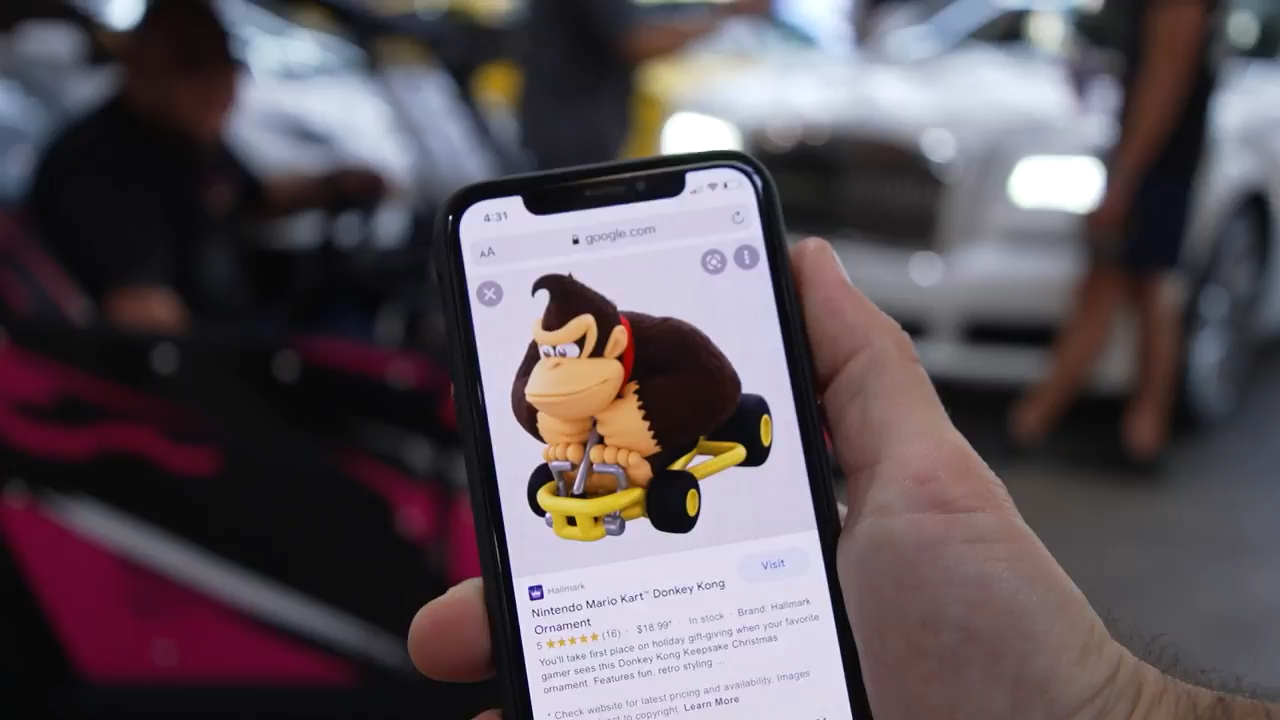 4:31
AA
google.com
Hallmark
Visit
Nintendo Mario Kart™ Donkey Kong
Ornament
5 ★★★★★ (16) · $18.99* · In stock · Brand: Hallmark
You'll take first place on holiday gift-giving when your favorite
gamer sees this Donkey Kong Keepsake Christmas
ornament Features fun, retro styling ...
* Check website for latest pricing and availability. Images
to copyright. Learn More